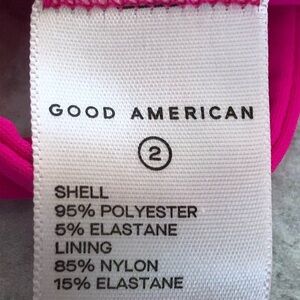 GOOD AMERICAN
2
SHELL
95% POLYESTER
5% ELASTANE
LINING
85% NYLON
15% ELASTANE